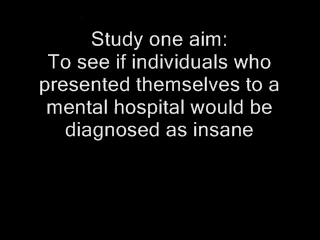 Study one aim:
To see if individuals who
presented themselves to a
mental hospital would be
diagnosed as insane